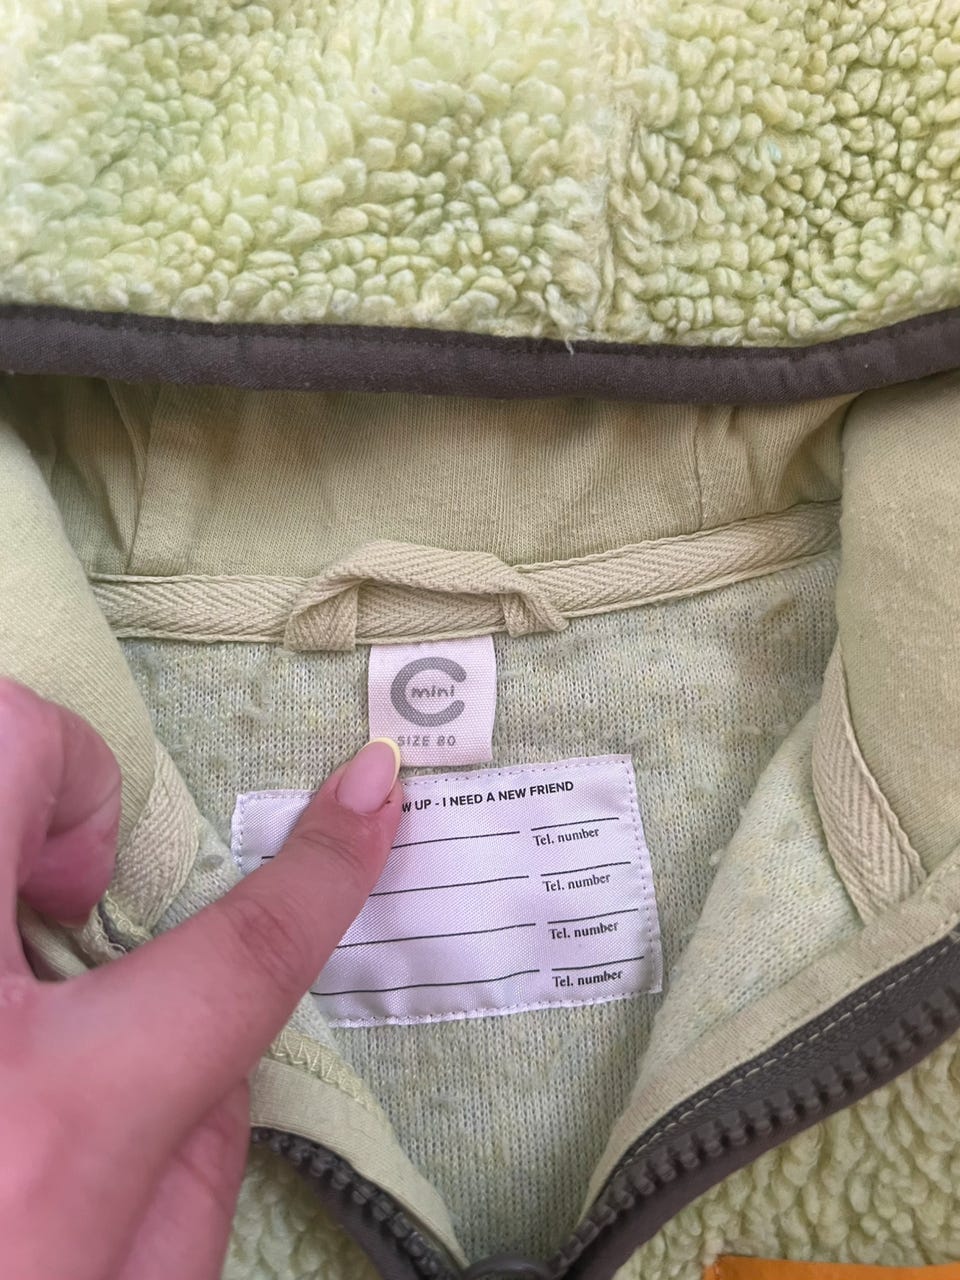 mini
SIZE 80
UP - I NEED A NEW FRIEND
Tel. number
Tel. number
Tel. number
Tel. number